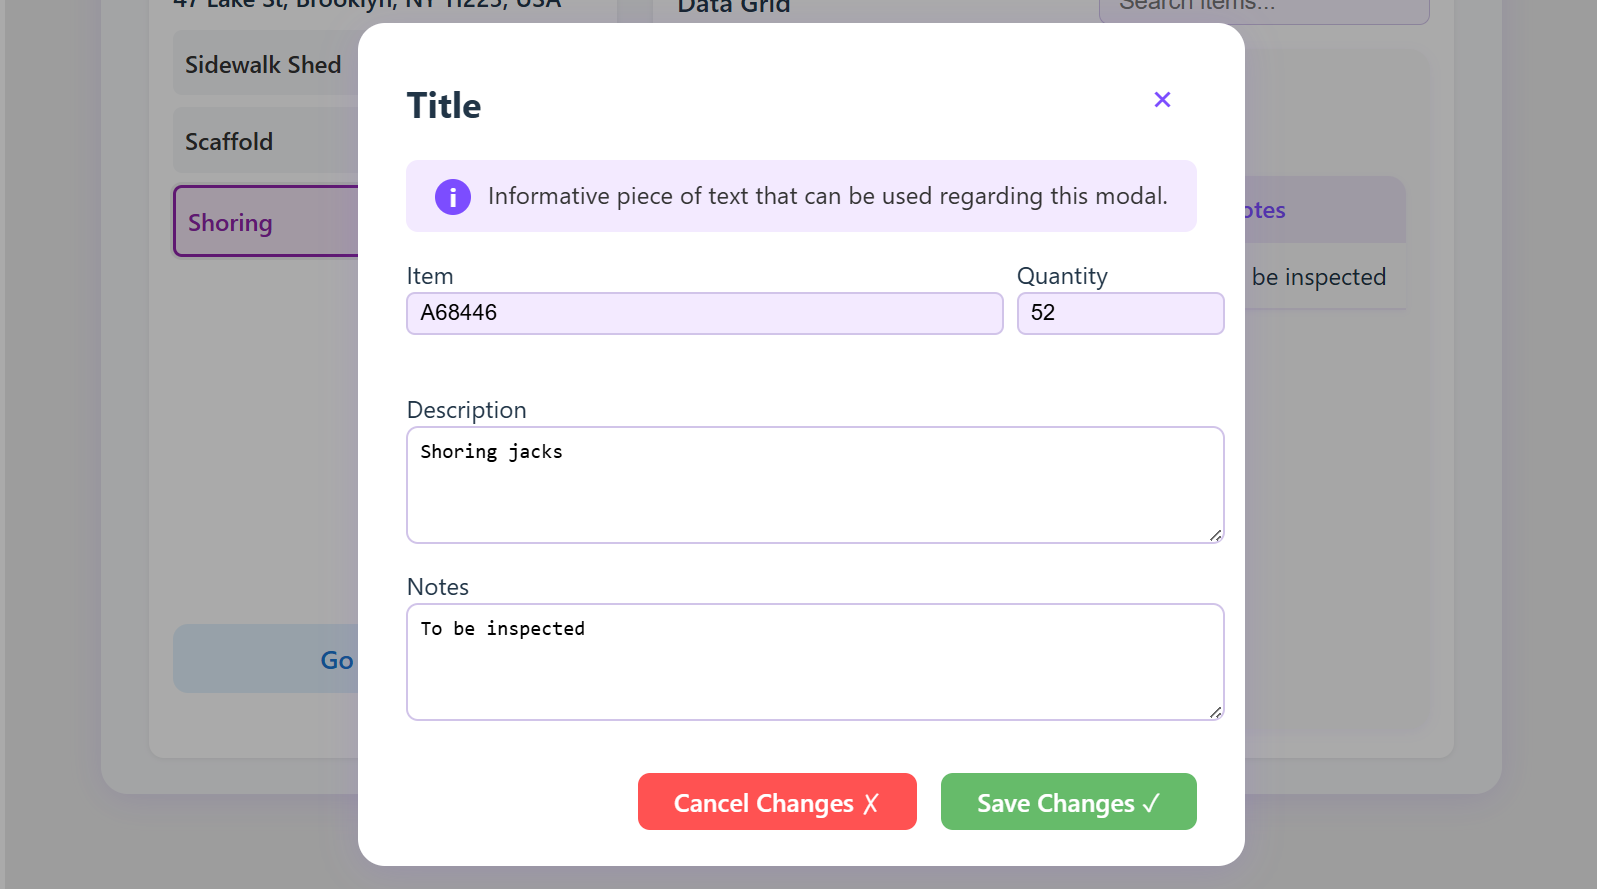 47 Lake St, Brooklyn, NY 11225, USA
Data Grid
Search items...
Sidewalk Shed
Scaffold
Shoring
Go
Title
✕
i Informative piece of text that can be used regarding this modal.
Item
A68446
Quantity
52
Description
Shoring jacks
Notes
To be inspected
Cancel Changes ✗
Save Changes ✓
otes
be inspected